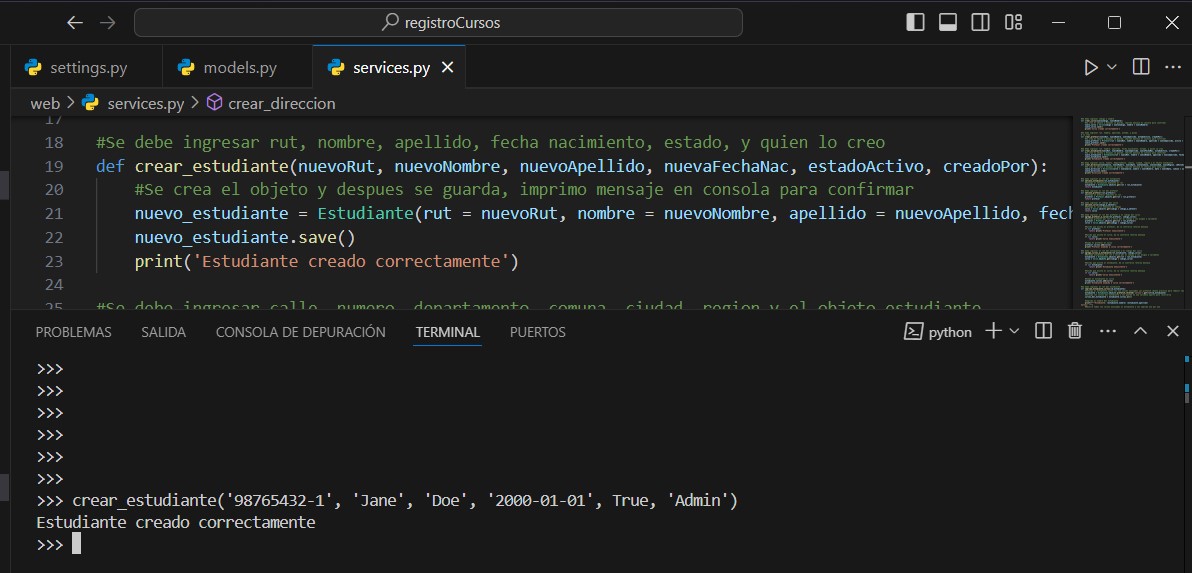 registroCursos
settings.py models.py services.py
web > services.py > crear_direccion
17
18 #Se debe ingresar rut, nombre, apellido, fecha nacimiento, estado, y quien lo creo
19 def crear_estudiante(nuevoRut, nuevoNombre, nuevoApellido, nuevaFechaNac, estadoActivo, creadoPor):
20 #Se crea el objeto y despues se guarda, imprimo mensaje en consola para confirmar
21 nuevo_estudiante = Estudiante(rut = nuevoRut, nombre = nuevoNombre, apellido = nuevoApellido, fech
22 nuevo_estudiante.save()
23 print('Estudiante creado correctamente')
24
25 #Se debe ingresar calle, numero, departamento, comuna, ciudad, region y el objeto estudiante
PROBLEMAS SALIDA CONSOLA DE DEPURACIÓN TERMINAL PUERTOS python
>>>
>>>
>>>
>>>
>>>
>>>
>>> crear_estudiante('98765432-1', 'Jane', 'Doe', '2000-01-01', True, 'Admin')
Estudiante creado correctamente
>>>